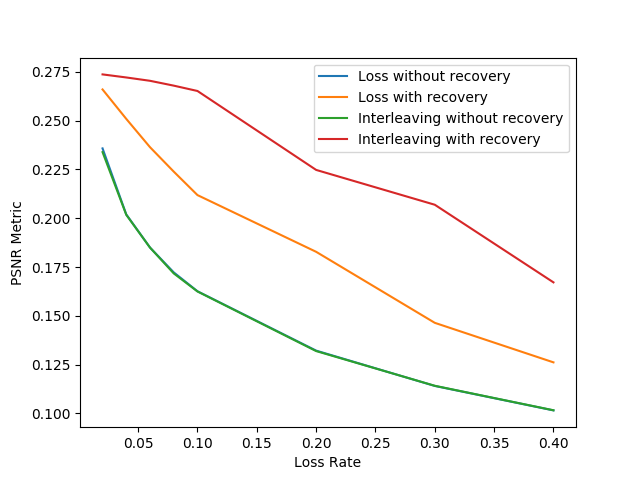 0.275
0.250
0.225
0.200
0.175
0.150
0.125
0.100
PSNR Metric
Loss without recovery
Loss with recovery
Interleaving without recovery
Interleaving with recovery
0.05 0.10 0.15 0.20 0.25 0.30 0.35 0.40
Loss Rate